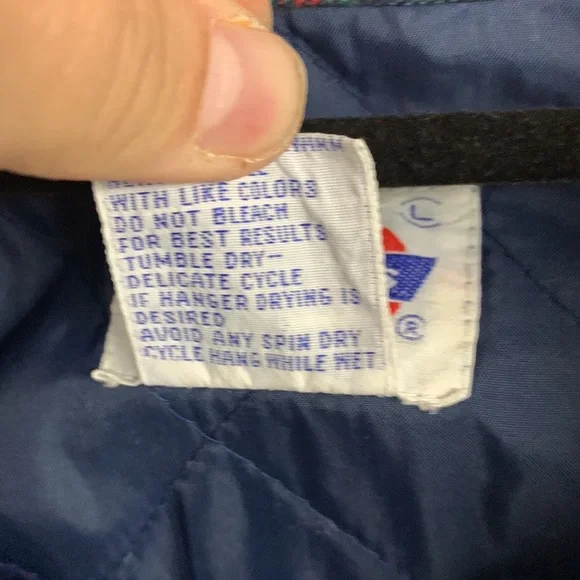 WITH LIKE COLORS
DO NOT BLEACH
FOR BEST RESULTS
TUMBLE DRY—
DELICATE CYCLE
IF HANGER DRYING IS
DESIRED
AVOID ANY SPIN DRY
CYCLE HANG WHILE WET
L
®